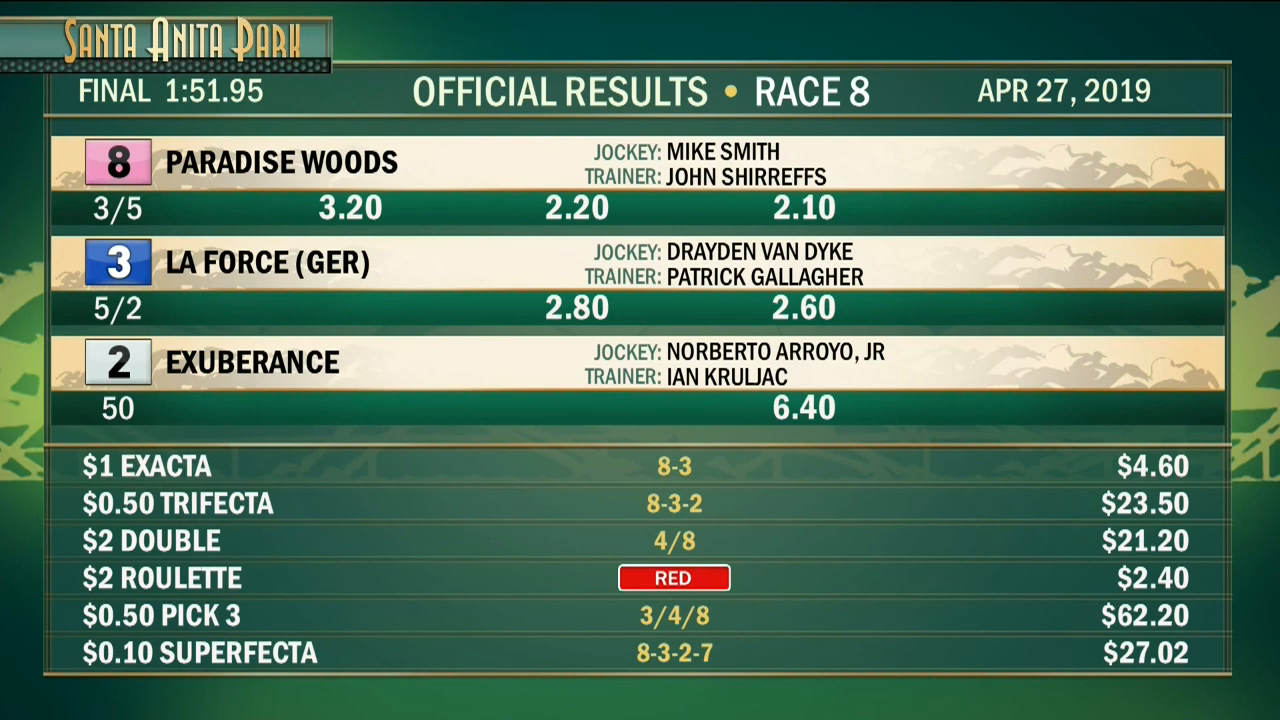 SANTA ANITA PARK
FINAL 1:51.95 OFFICIAL RESULTS • RACE 8 APR 27, 2019
8 PARADISE WOODS JOCKEY: MIKE SMITH
TRAINER: JOHN SHIRREFFS
3/5 3.20 2.20 2.10
3 LA FORCE (GER) JOCKEY: DRAYDEN VAN DYKE
TRAINER: PATRICK GALLAGHER
5/2 2.80 2.60
2 EXUBERANCE JOCKEY: NORBERTO ARROYO, JR
TRAINER: IAN KRULJAC
50 6.40
$1 EXACTA 8-3 $4.60
$0.50 TRIFECTA 8-3-2 $23.50
$2 DOUBLE 4/8 $21.20
$2 ROULETTE RED $2.40
$0.50 PICK 3 3/4/8 $62.20
$0.10 SUPERFECTA 8-3-2-7 $27.02